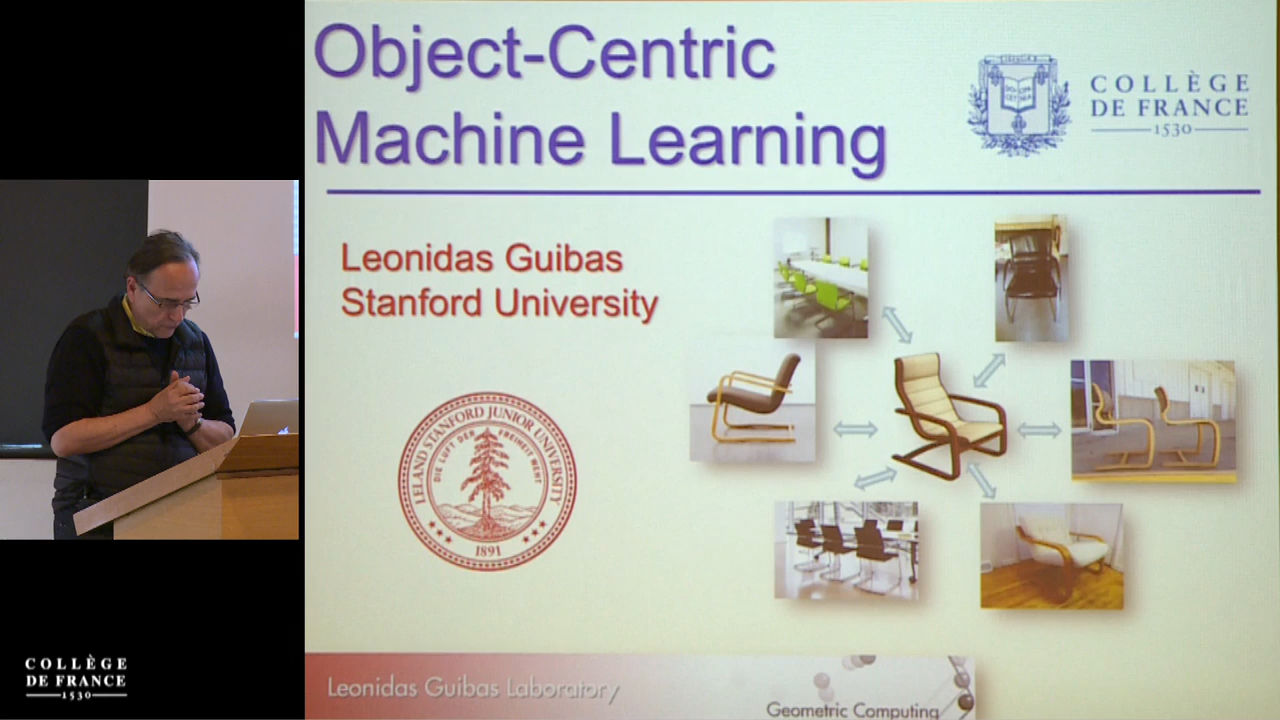 Object-Centric
Machine Learning
COLLÈGE
DE FRANCE
1530
Leonidas Guibas
Stanford University
LELAND STANFORD JUNIOR UNIVERSITY
DIE LUFT DER FREIHEIT WEHT
1891
COLLÈGE
DE FRANCE
1530
Leonidas Guibas Laboratory
Geometric Computing